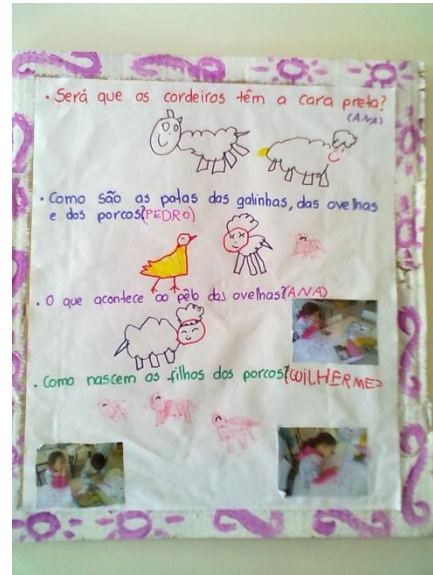 . Será que os cordeiros têm a cara preta?
(ANA)
. Como são as patas das galinhas, das ovelhas
e dos porcos?(PEDRO)
. O que acontece ao pêlo das ovelhas?(ANA)
. Como nascem os filhos dos porcos?(GUILHERME)